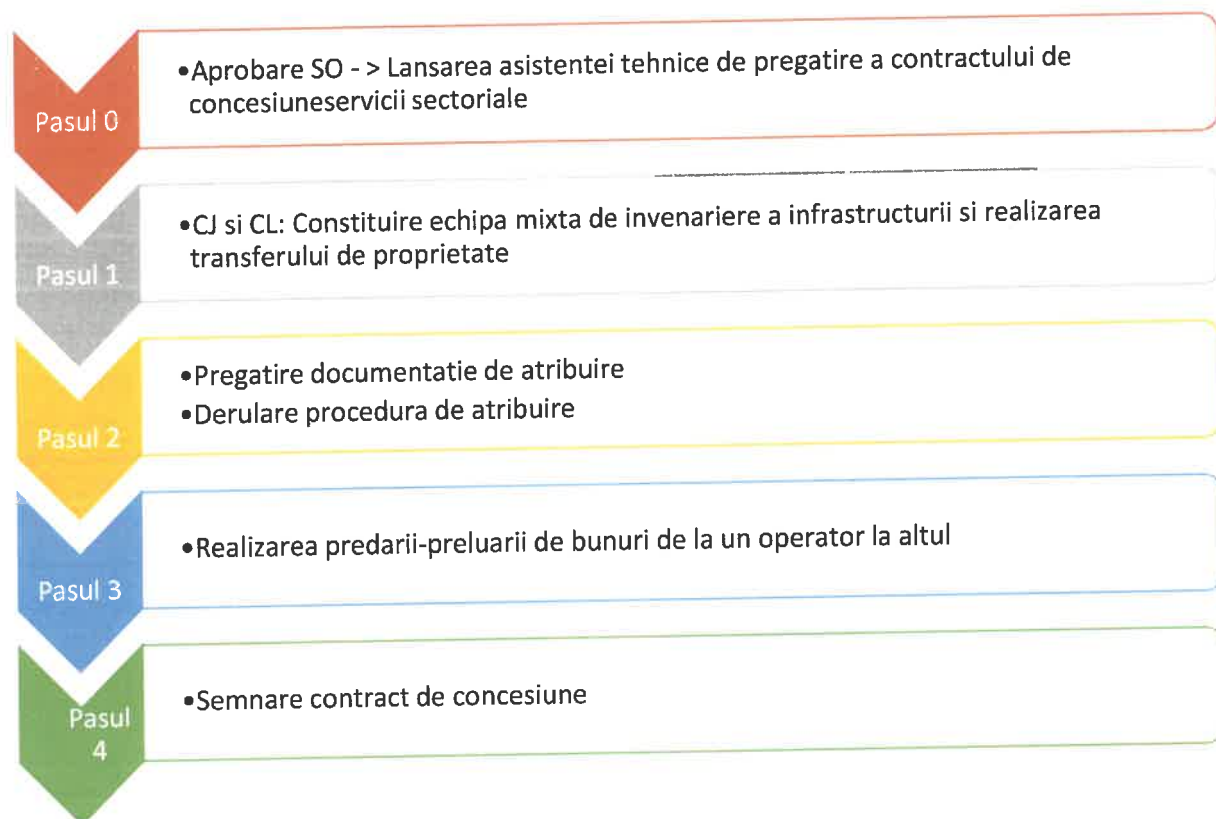 Pasul 0
•Aprobare SO - > Lansarea asistentei tehnice de pregatire a contractului de
concesiuneservicii sectoriale
Pasul 1
•CJ si CL: Constituire echipa mixta de invenariere a infrastructurii si realizarea
transferului de proprietate
Pasul 2
•Pregatire documentatie de atribuire
•Derulare procedura de atribuire
Pasul 3
•Realizarea predarii-preluarii de bunuri de la un operator la altul
Pasul
4
•Semnare contract de concesiune